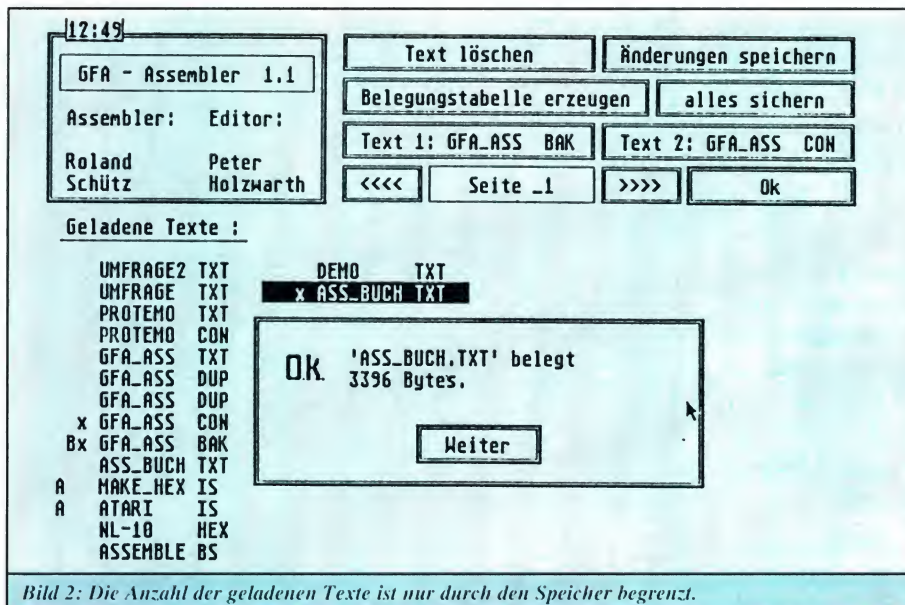 12:49
GFA - Assembler 1.1
Assembler: Editor:
Roland Peter
Schütz Holzwarth
Text löschen
Änderungen speichern
Belegungstabelle erzeugen
alles sichern
Text 1: GFA_ASS BAK
Text 2: GFA_ASS CON
<<<<
Seite _1
>>>>
Ok
Geladene Texte :
UMFRAGE2 TXT
UMFRAGE TXT
PROTEMO TXT
PROTEMO CON
GFA_ASS TXT
GFA_ASS DUP
GFA_ASS DUP
x GFA_ASS CON
Bx GFA_ASS BAK
ASS_BUCH TXT
A MAKE_HEX IS
A ATARI IS
NL-10 HEX
ASSEMBLE BS
DEMO TXT
x ASS_BUCH TXT
O.K.
'ASS_BUCH.TXT' belegt
3396 Bytes.
Weiter
Bild 2: Die Anzahl der geladenen Texte ist nur durch den Speicher begrenzt.